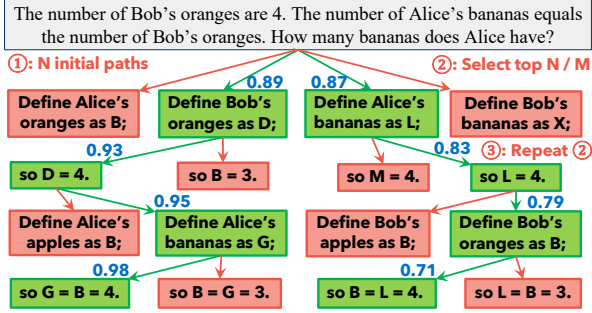 The number of Bob's oranges are 4. The number of Alice's bananas equals
the number of Bob's oranges. How many bananas does Alice have?
①: N initial paths
0.89
0.87
②: Select top N / M
Define Alice's
oranges as B;
Define Bob's
oranges as D;
Define Alice's
bananas as L;
Define Bob's
bananas as X;
0.93
0.83
③: Repeat ②
so D = 4.
so B = 3.
so M = 4.
so L = 4.
0.95
0.79
Define Alice's
apples as B;
Define Alice's
bananas as G;
Define Bob's
apples as B;
Define Bob's
oranges as B;
0.98
0.71
so G = B = 4.
so B = G = 3.
so B = L = 4.
so L = B = 3.